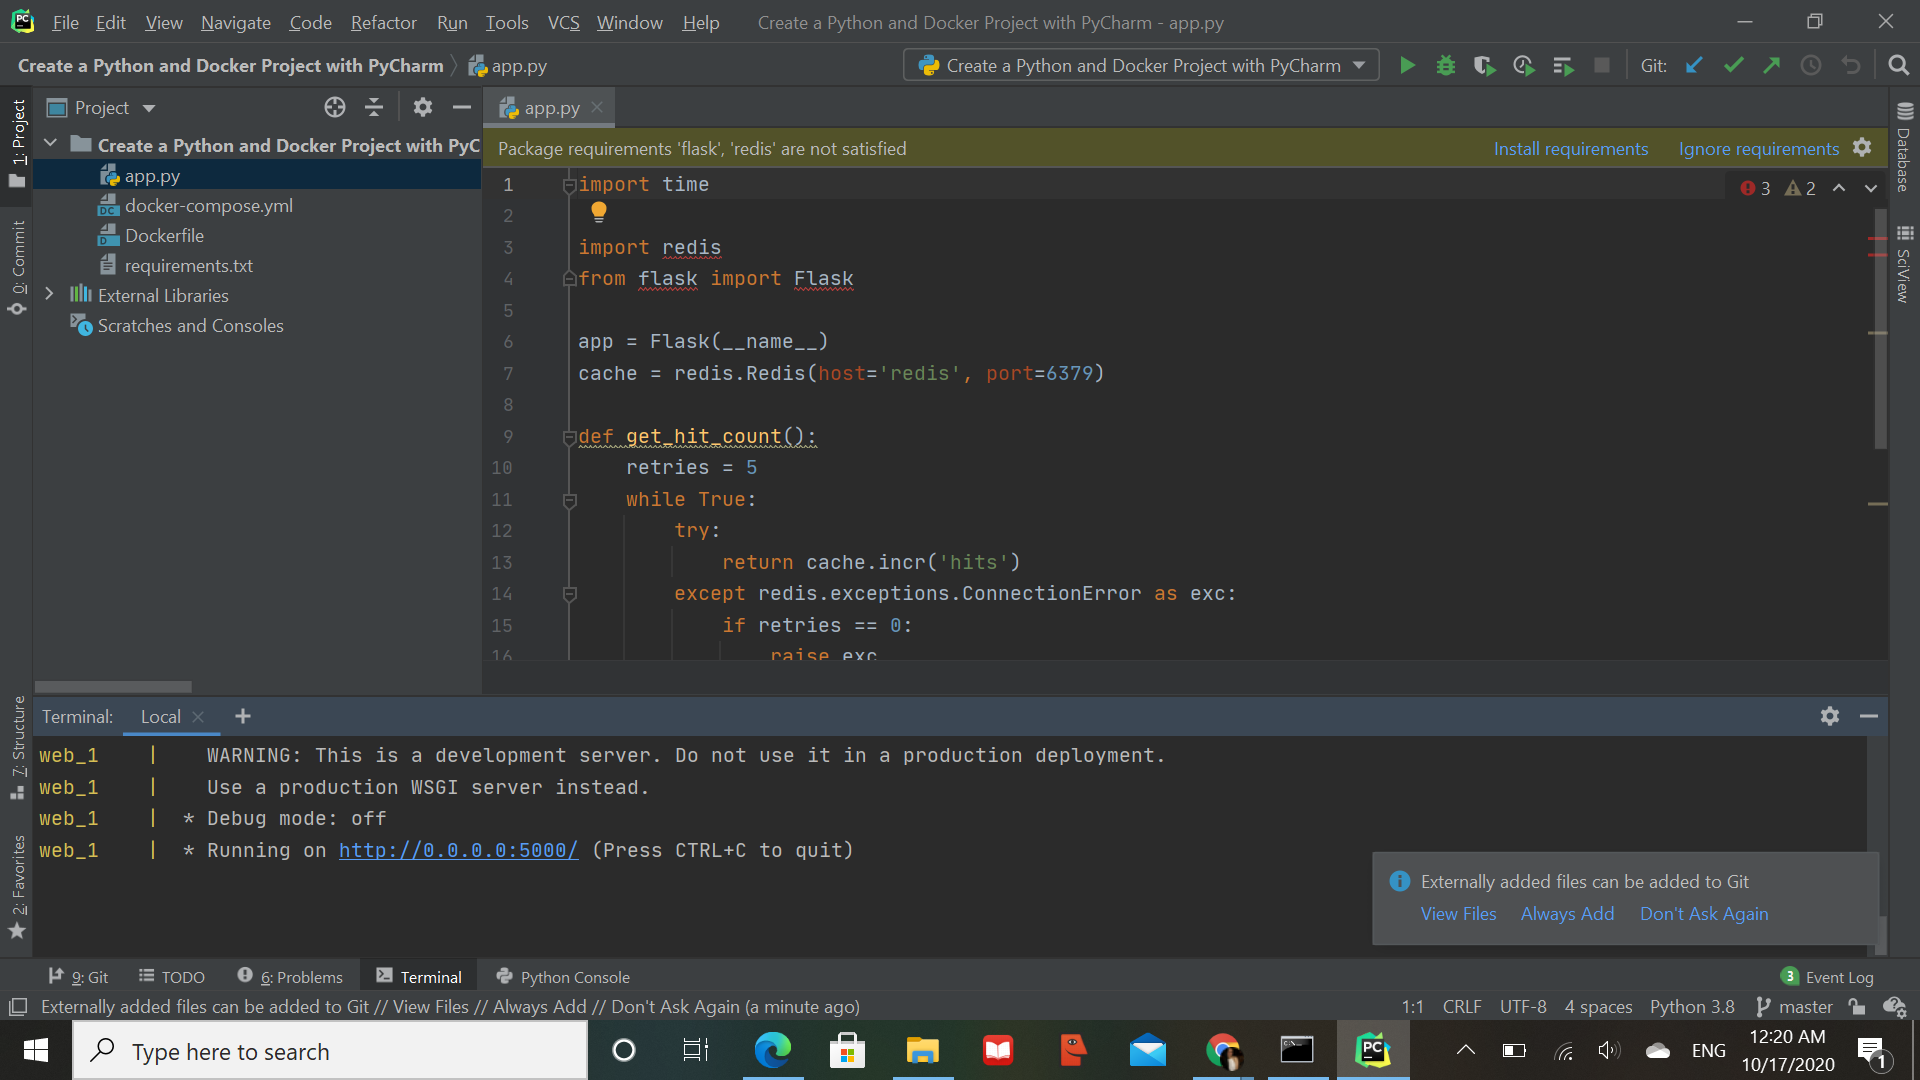 File Edit View Navigate Code Refactor Run Tools VCS Window Help Create a Python and Docker Project with PyCharm - app.py
Create a Python and Docker Project with PyCharm app.py Create a Python and Docker Project with PyCharm Git:
Project app.py
1: Project
Create a Python and Docker Project with PyC
app.py
docker-compose.yml
Dockerfile
requirements.txt
External Libraries
Scratches and Consoles
0: Commit
7: Structure
2: Favorites
Package requirements 'flask', 'redis' are not satisfied Install requirements Ignore requirements
3 2
Database
SciView
1 import time
2
3 import redis
4 from flask import Flask
5
6 app = Flask(__name__)
7 cache = redis.Redis(host='redis', port=6379)
8
9 def get_hit_count():
10 retries = 5
11 while True:
12 try:
13 return cache.incr('hits')
14 except redis.exceptions.ConnectionError as exc:
15 if retries == 0:
16 raise exc
Terminal: Local
web_1 | WARNING: This is a development server. Do not use it in a production deployment.
web_1 | Use a production WSGI server instead.
web_1 | * Debug mode: off
web_1 | * Running on http://0.0.0.0:5000/ (Press CTRL+C to quit)
Externally added files can be added to Git
View Files Always Add Don't Ask Again
9: Git TODO 6: Problems Terminal Python Console 3 Event Log
Externally added files can be added to Git // View Files // Always Add // Don't Ask Again (a minute ago) 1:1 CRLF UTF-8 4 spaces Python 3.8 master
Type here to search ENG 12:20 AM
10/17/2020 1